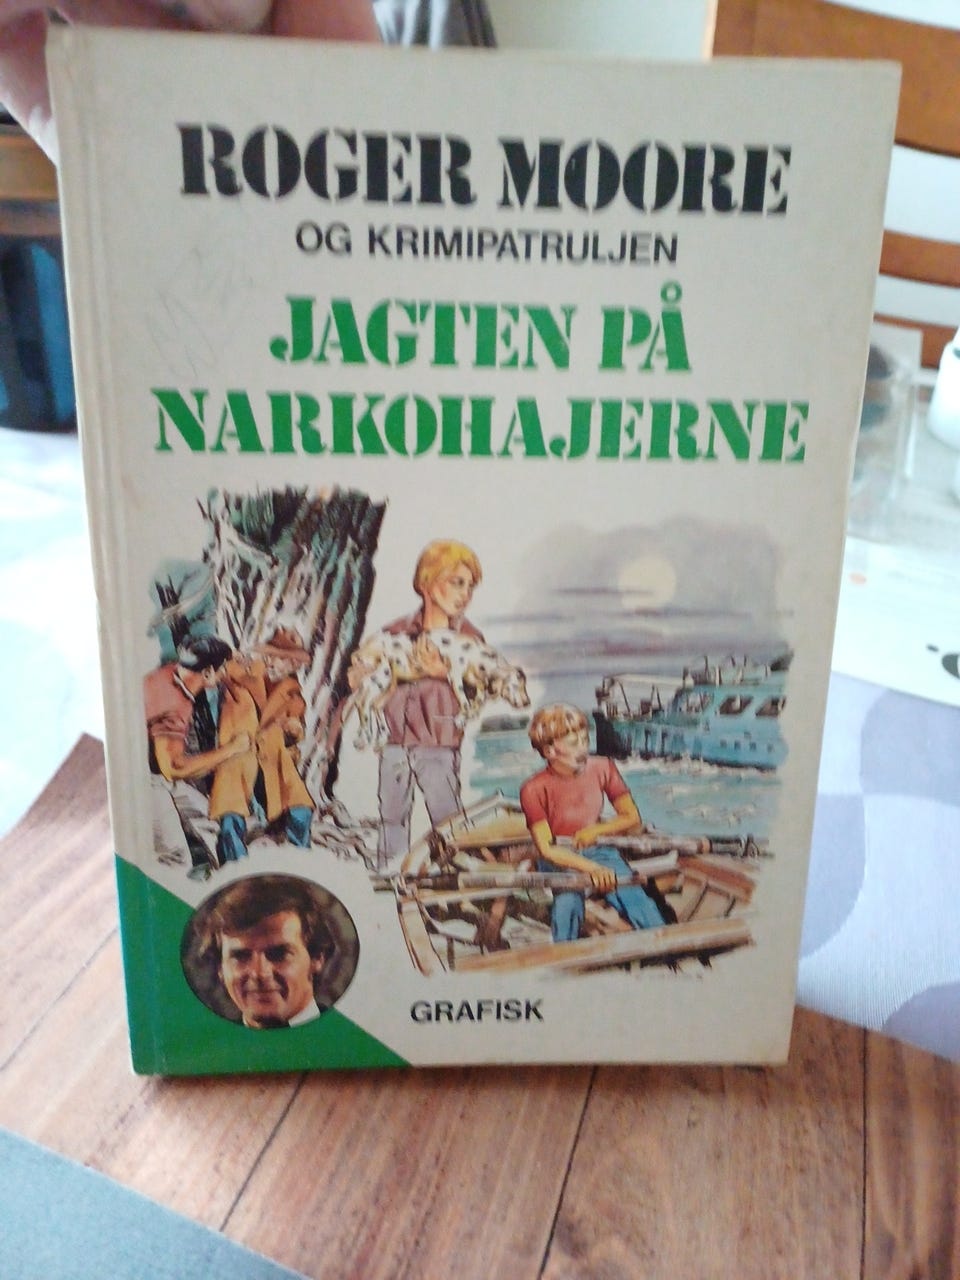 ROGER MOORE
OG KRIMIPATRULJEN
JAGTEN PÅ
NARKOHAJERNE
GRAFISK